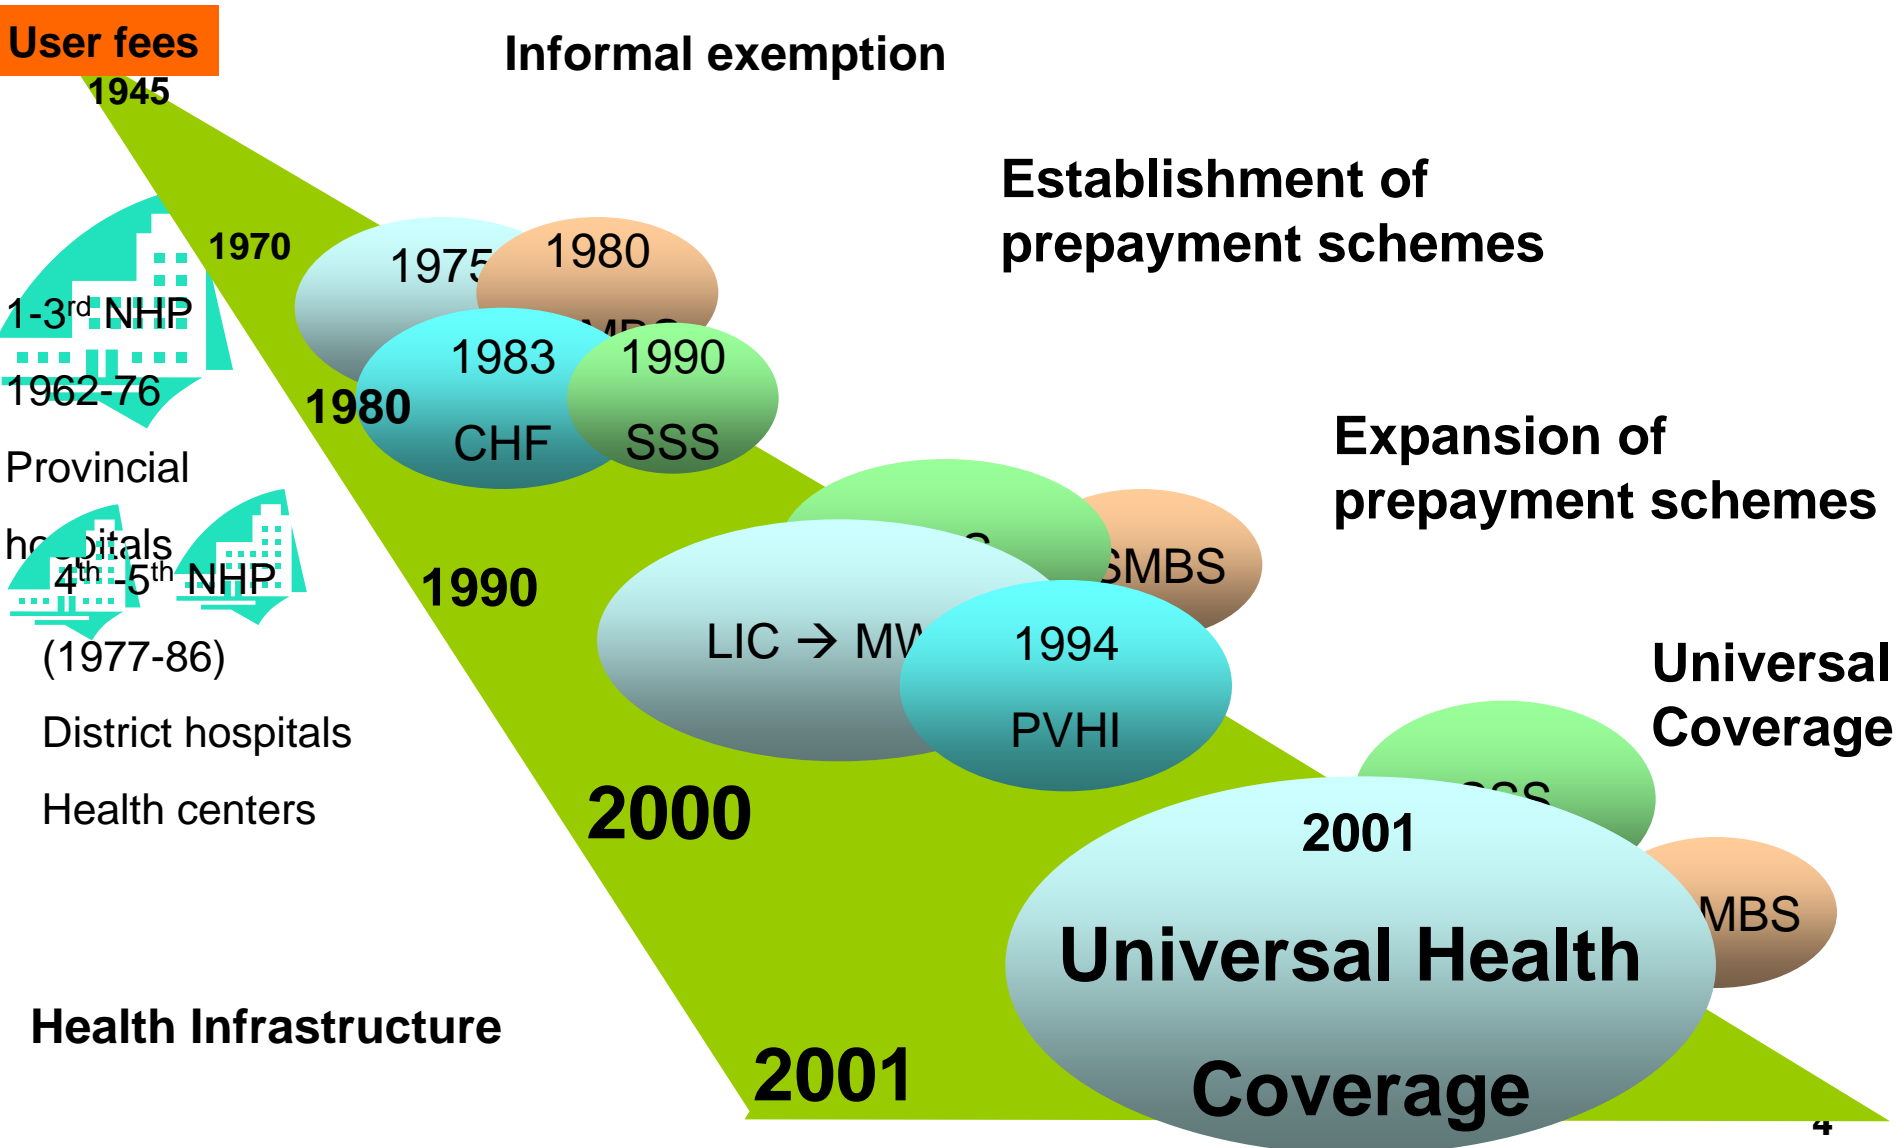 User fees
1945
Informal exemption
Establishment of
prepayment schemes
1970
1975
1980
1-3rd NHP
1962-76
Provincial
hospitals
1980
1983
CHF
1990
SSS
Expansion of
prepayment schemes
4th -5th NHP
(1977-86)
District hospitals
Health centers
1990
LIC →
1994
PVHI
Universal
Coverage
2000
2001
Universal Health
Coverage
MBS
Health Infrastructure
2001
4